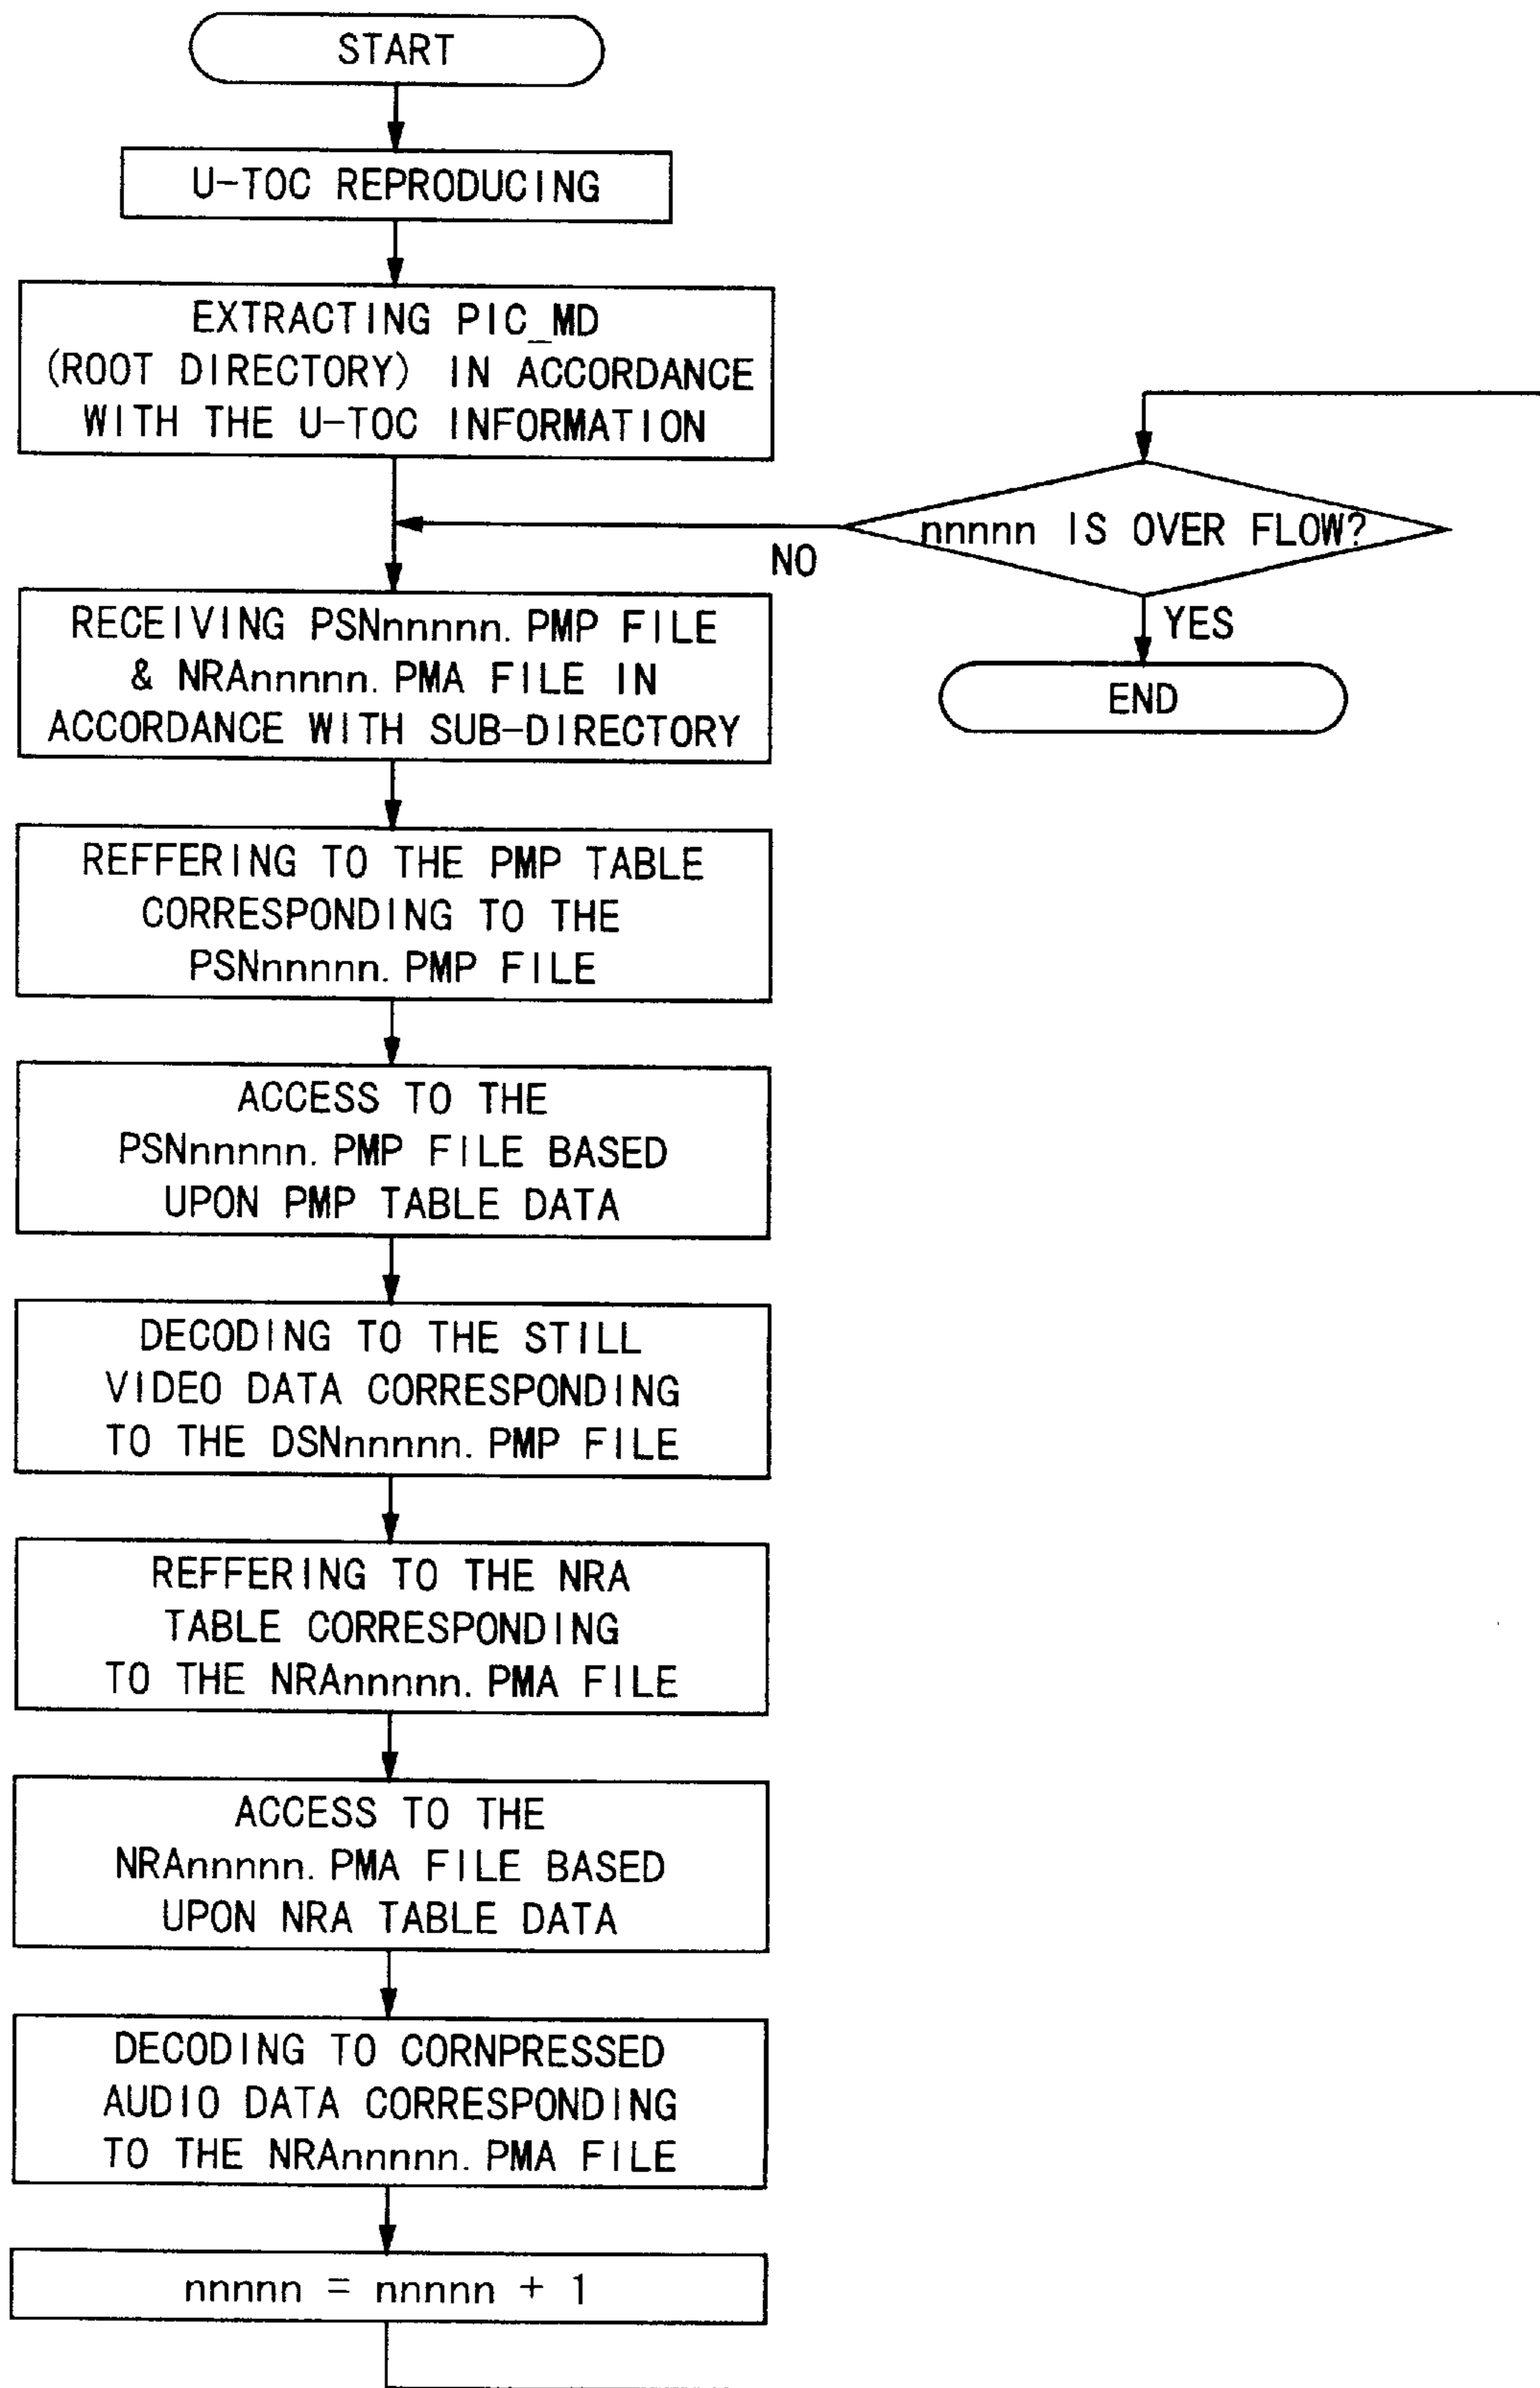 START
U-TOC REPRODUCING
EXTRACTING PIC_MD
(ROOT DIRECTORY) IN ACCORDANCE
WITH THE U-TOC INFORMATION
nnnnn IS OVER FLOW?
NO
YES
END
RECEIVING PSNnnnnn. PMP FILE
& NRAnnnnn. PMA FILE IN
ACCORDANCE WITH SUB-DIRECTORY
REFFERING TO THE PMP TABLE
CORRESPONDING TO THE
PSNnnnnn. PMP FILE
ACCESS TO THE
PSNnnnnn. PMP FILE BASED
UPON PMP TABLE DATA
DECODING TO THE STILL
VIDEO DATA CORRESPONDING
TO THE DSNnnnnn. PMP FILE
REFFERING TO THE NRA
TABLE CORRESPONDING
TO THE NRAnnnnn. PMA FILE
ACCESS TO THE
NRAnnnnn. PMA FILE BASED
UPON NRA TABLE DATA
DECODING TO CORNPRESSED
AUDIO DATA CORRESPONDING
TO THE NRAnnnnn. PMA FILE
nnnnn = nnnnn + 1